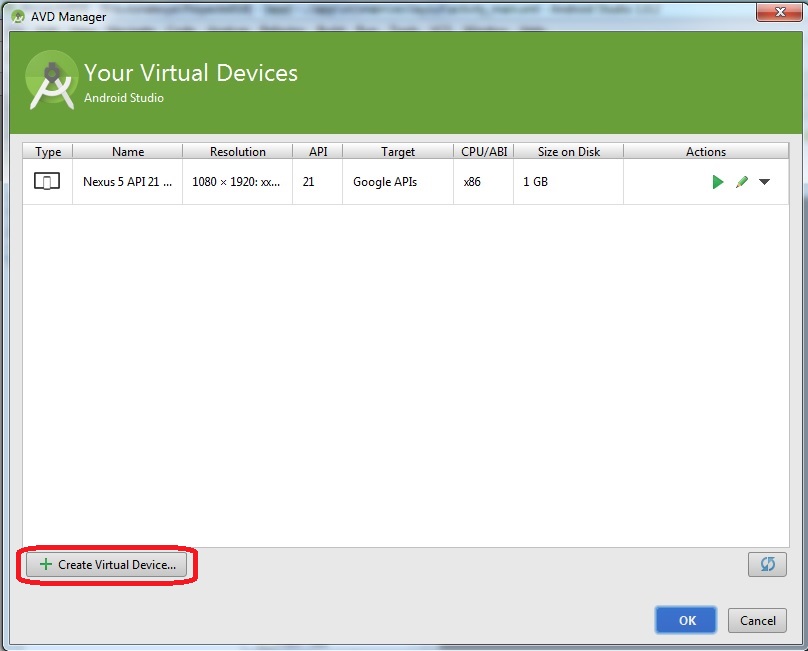 AVD Manager
Your Virtual Devices
Android Studio
Type Name Resolution API Target CPU/ABI Size on Disk Actions
Nexus 5 API 21 ... 1080 × 1920: xx... 21 Google APIs x86 1 GB
Create Virtual Device...
OK Cancel